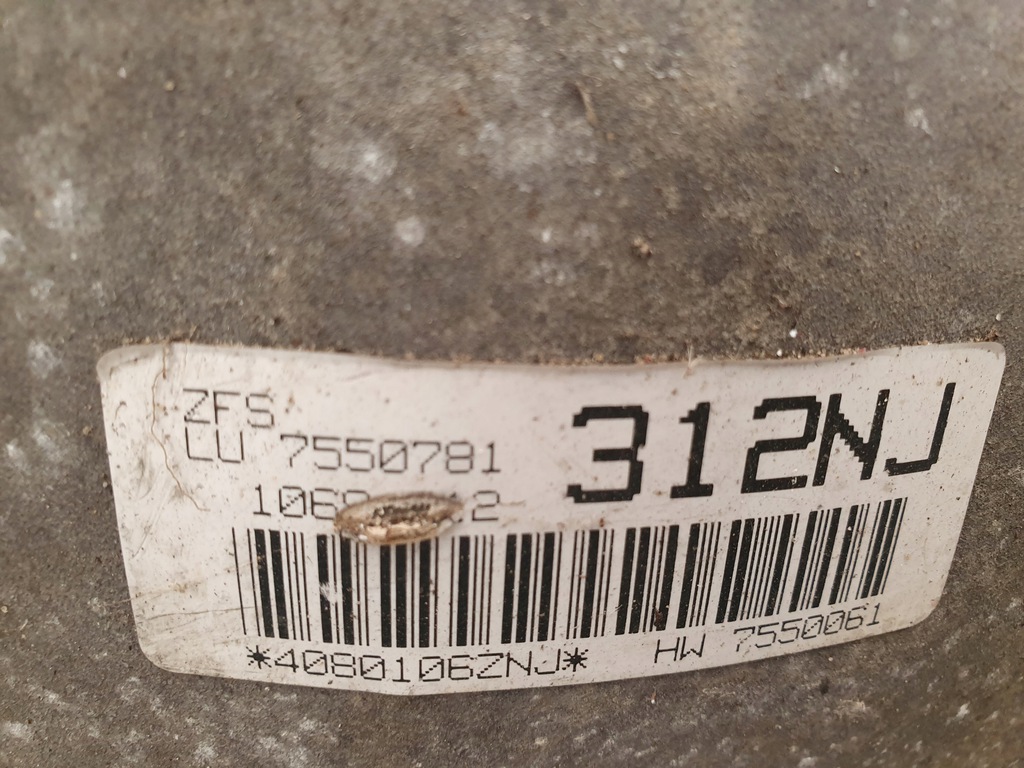 ZFS
LU 7550781
312NJ
*4080106ZNJ*
HW 7550061